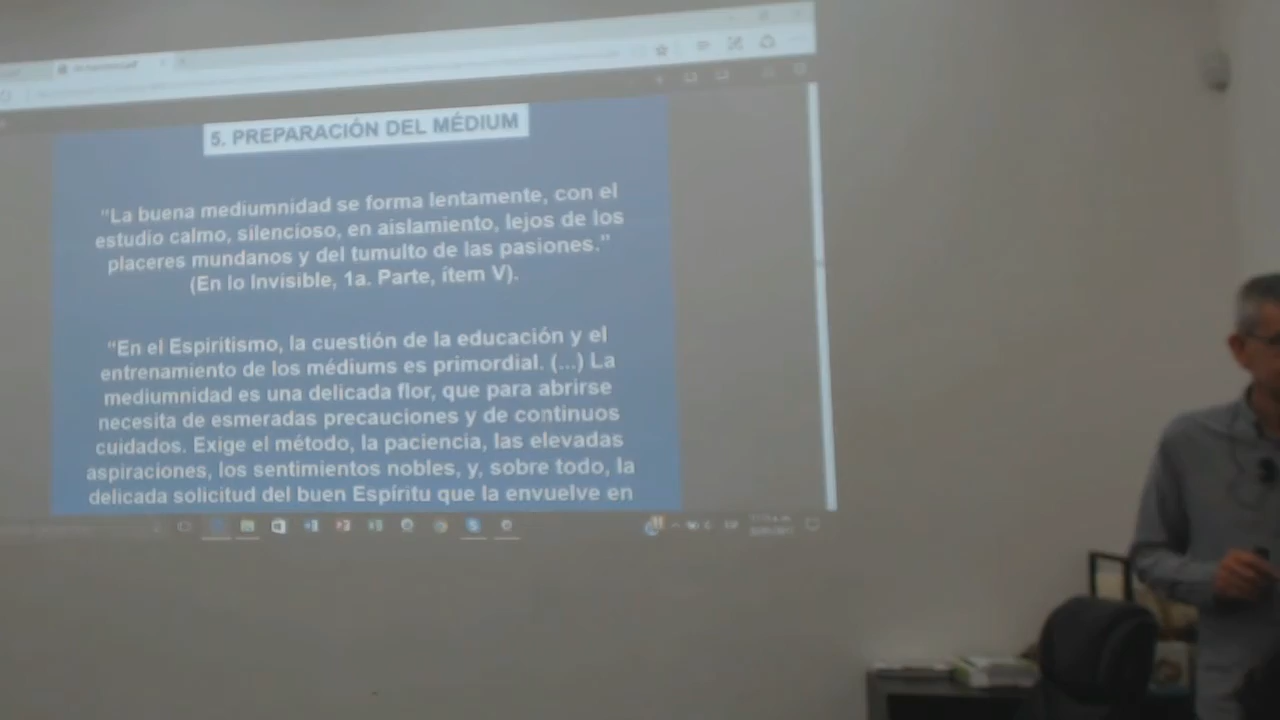 5. PREPARACIÓN DEL MÉDIUM
"La buena mediumnidad se forma lentamente, con el
estudio calmo, silencioso, en aislamiento, lejos de los
placeres mundanos y del tumulto de las pasiones."
(En lo Invisible, 1a. Parte, ítem V).
"En el Espiritismo, la cuestión de la educación y el
entrenamiento de los médiums es primordial. (...) La
mediumnidad es una delicada flor, que para abrirse
necesita de esmeradas precauciones y de continuos
cuidados. Exige el método, la paciencia, las elevadas
aspiraciones, los sentimientos nobles, y, sobre todo, la
delicada solicitud del buen Espíritu que la envuelve en